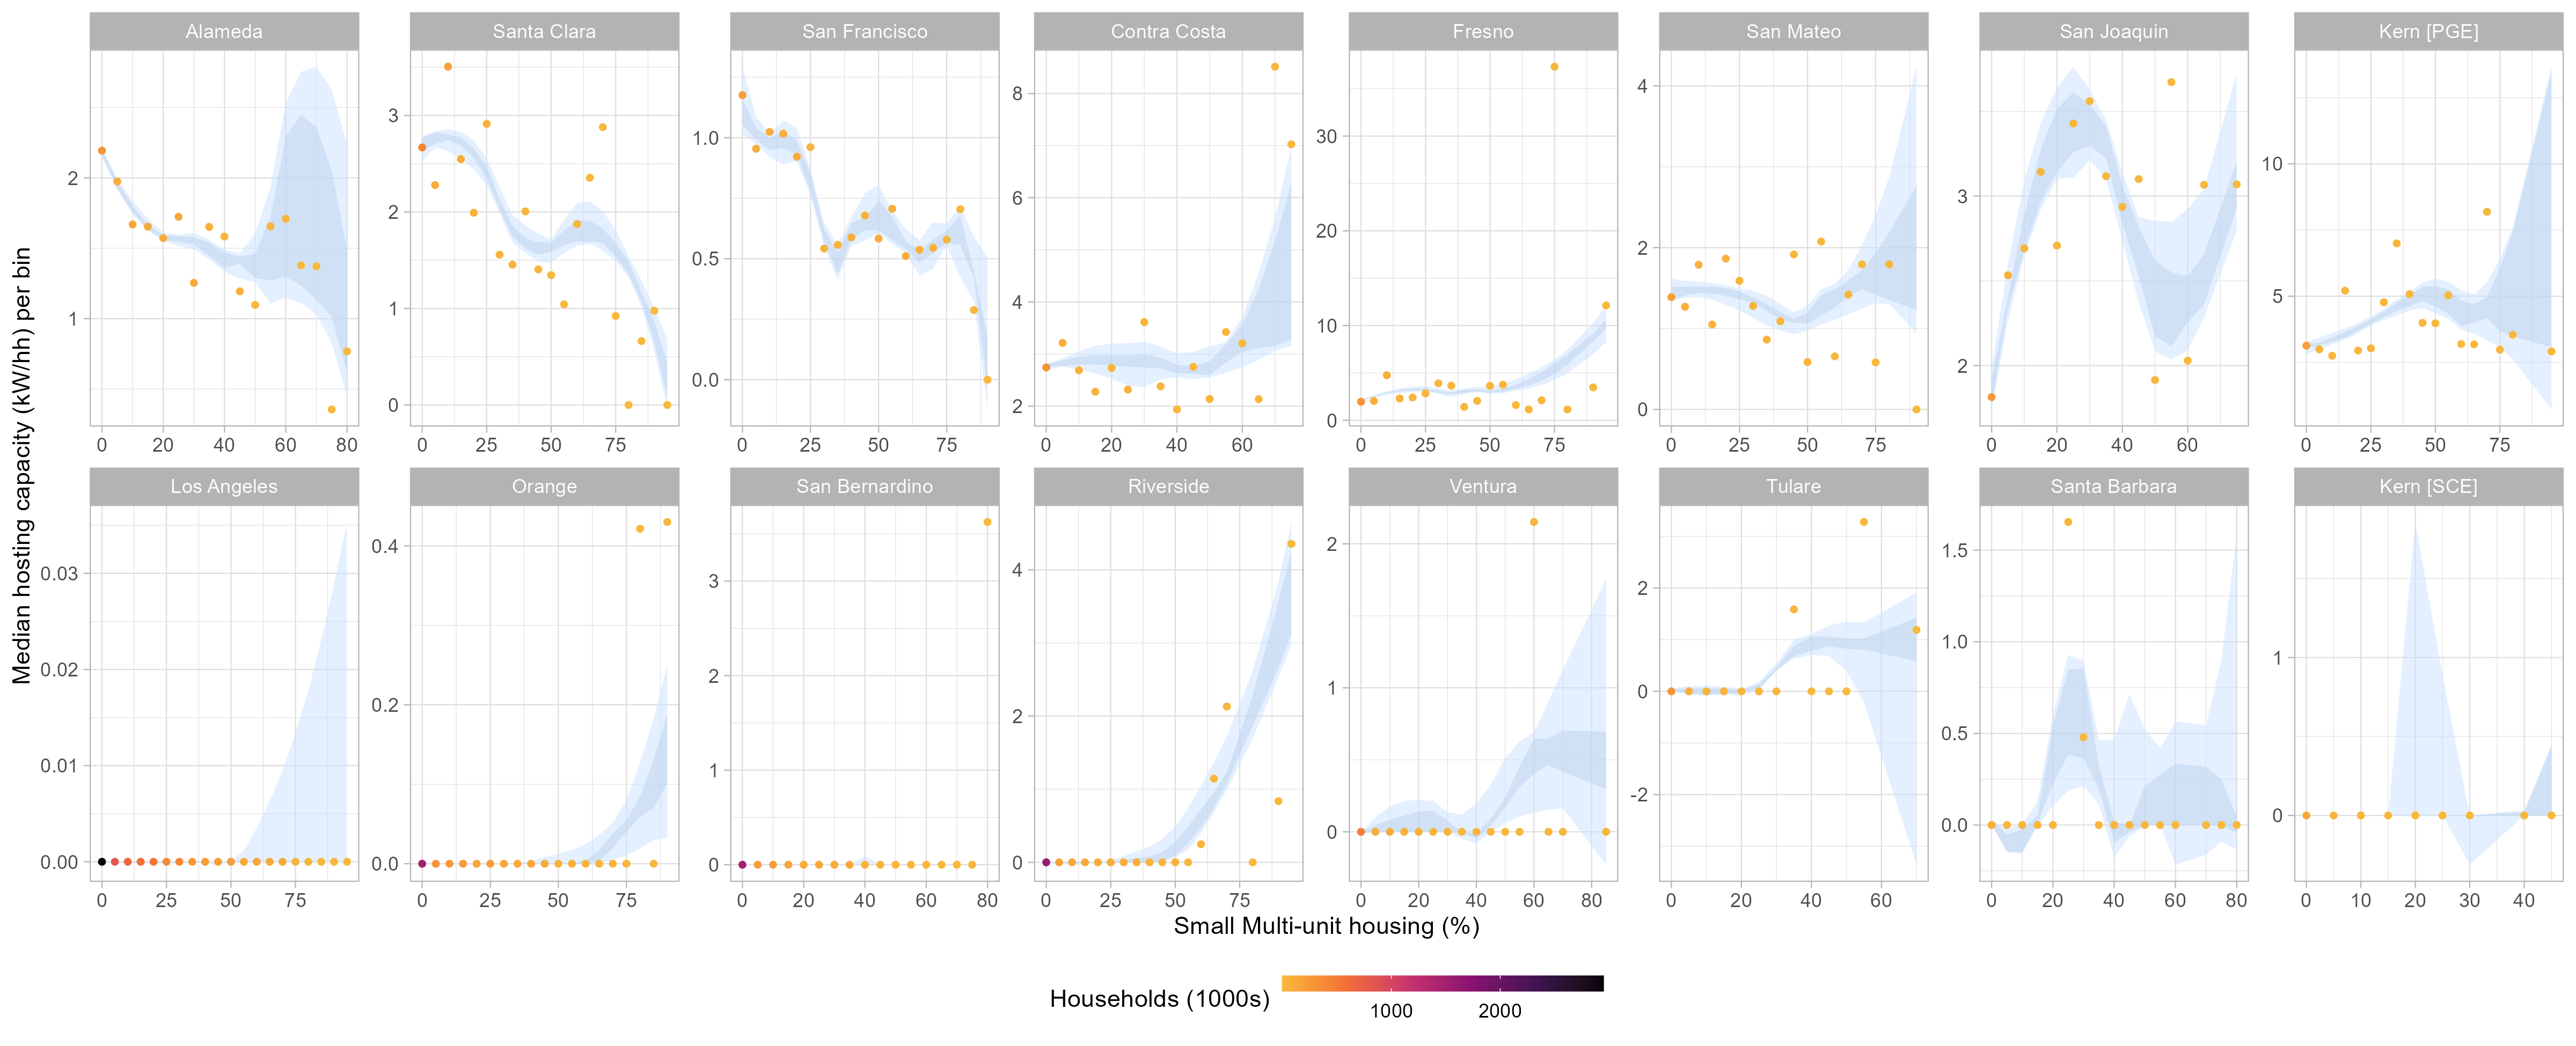 Alameda Santa Clara San Francisco Contra Costa Fresno San Mateo San Joaquin Kern [PGE]
2 1
3 2 1 0
1.0 0.5 0.0
8 6 4 2
30 20 10 0
4 2 0
3 2
10 5
0 20 40 60 80
0 25 50 75
0 25 50 75
0 20 40 60
0 25 50 75
0 25 50 75
0 20 40 60
0 25 50 75
Median hosting capacity (kW/hh) per bin
Los Angeles Orange San Bernardino Riverside Ventura Tulare Santa Barbara Kern [SCE]
0.03 0.02 0.01 0.00
0.4 0.2 0.0
3 2 1 0
4 2 0
2 1 0
2 0 -2
1.5 1.0 0.5 0.0
1 0
0 25 50 75
0 25 50 75
0 20 40 60 80
0 25 50 75
0 20 40 60 80
0 20 40 60
0 20 40 60 80
0 10 20 30 40
Small Multi-unit housing (%)
Households (1000s)
1000 2000